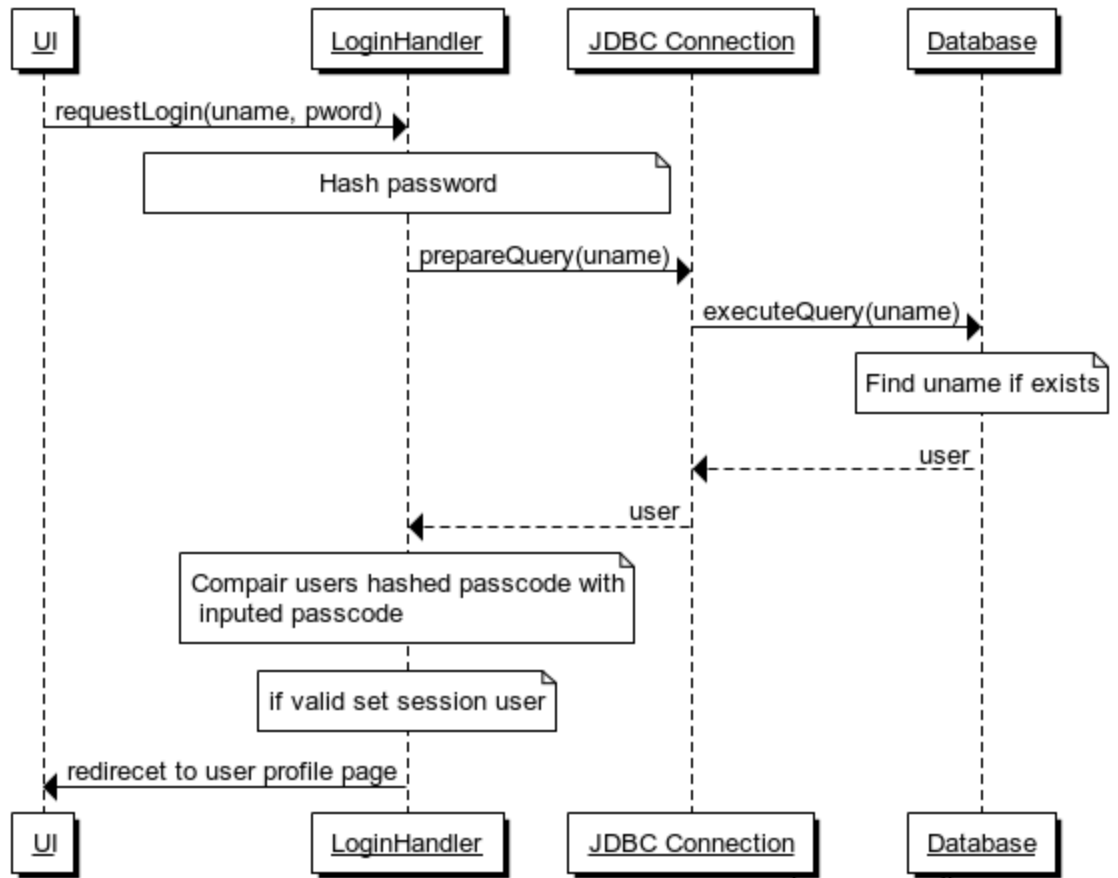 UI
LoginHandler
JDBC Connection
Database
requestLogin(uname, pword)
Hash password
prepareQuery(uname)
executeQuery(uname)
Find uname if exists
user
user
Compair users hashed passcode with
inputed passcode
if valid set session user
redirecet to user profile page
UI
LoginHandler
JDBC Connection
Database